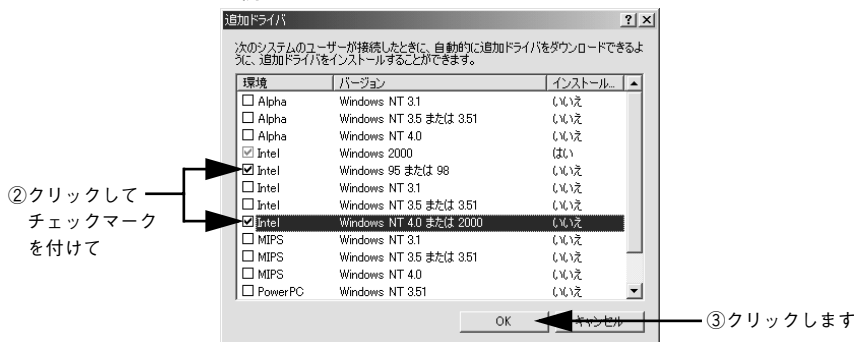 追加ドライバ
次のシステムのユーザーが接続したときに、自動的に追加ドライバをダウンロードできるよ
うに、追加ドライバをインストールすることができます。
環境 バージョン インストール...
Alpha Windows NT 3.1 いいえ
Alpha Windows NT 3.5 または 3.51 いいえ
Alpha Windows NT 4.0 いいえ
Intel Windows 2000 はい
Intel Windows 95 または 98 いいえ
Intel Windows NT 3.1 いいえ
Intel Windows NT 3.5 または 3.51 いいえ
Intel Windows NT 4.0 または 2000 いいえ
MIPS Windows NT 3.1 いいえ
MIPS Windows NT 3.5 または 3.51 いいえ
MIPS Windows NT 4.0 いいえ
PowerPC Windows NT 3.51 いいえ
OK
キャンセル
②クリックして
チェックマーク
を付けて
③クリックします